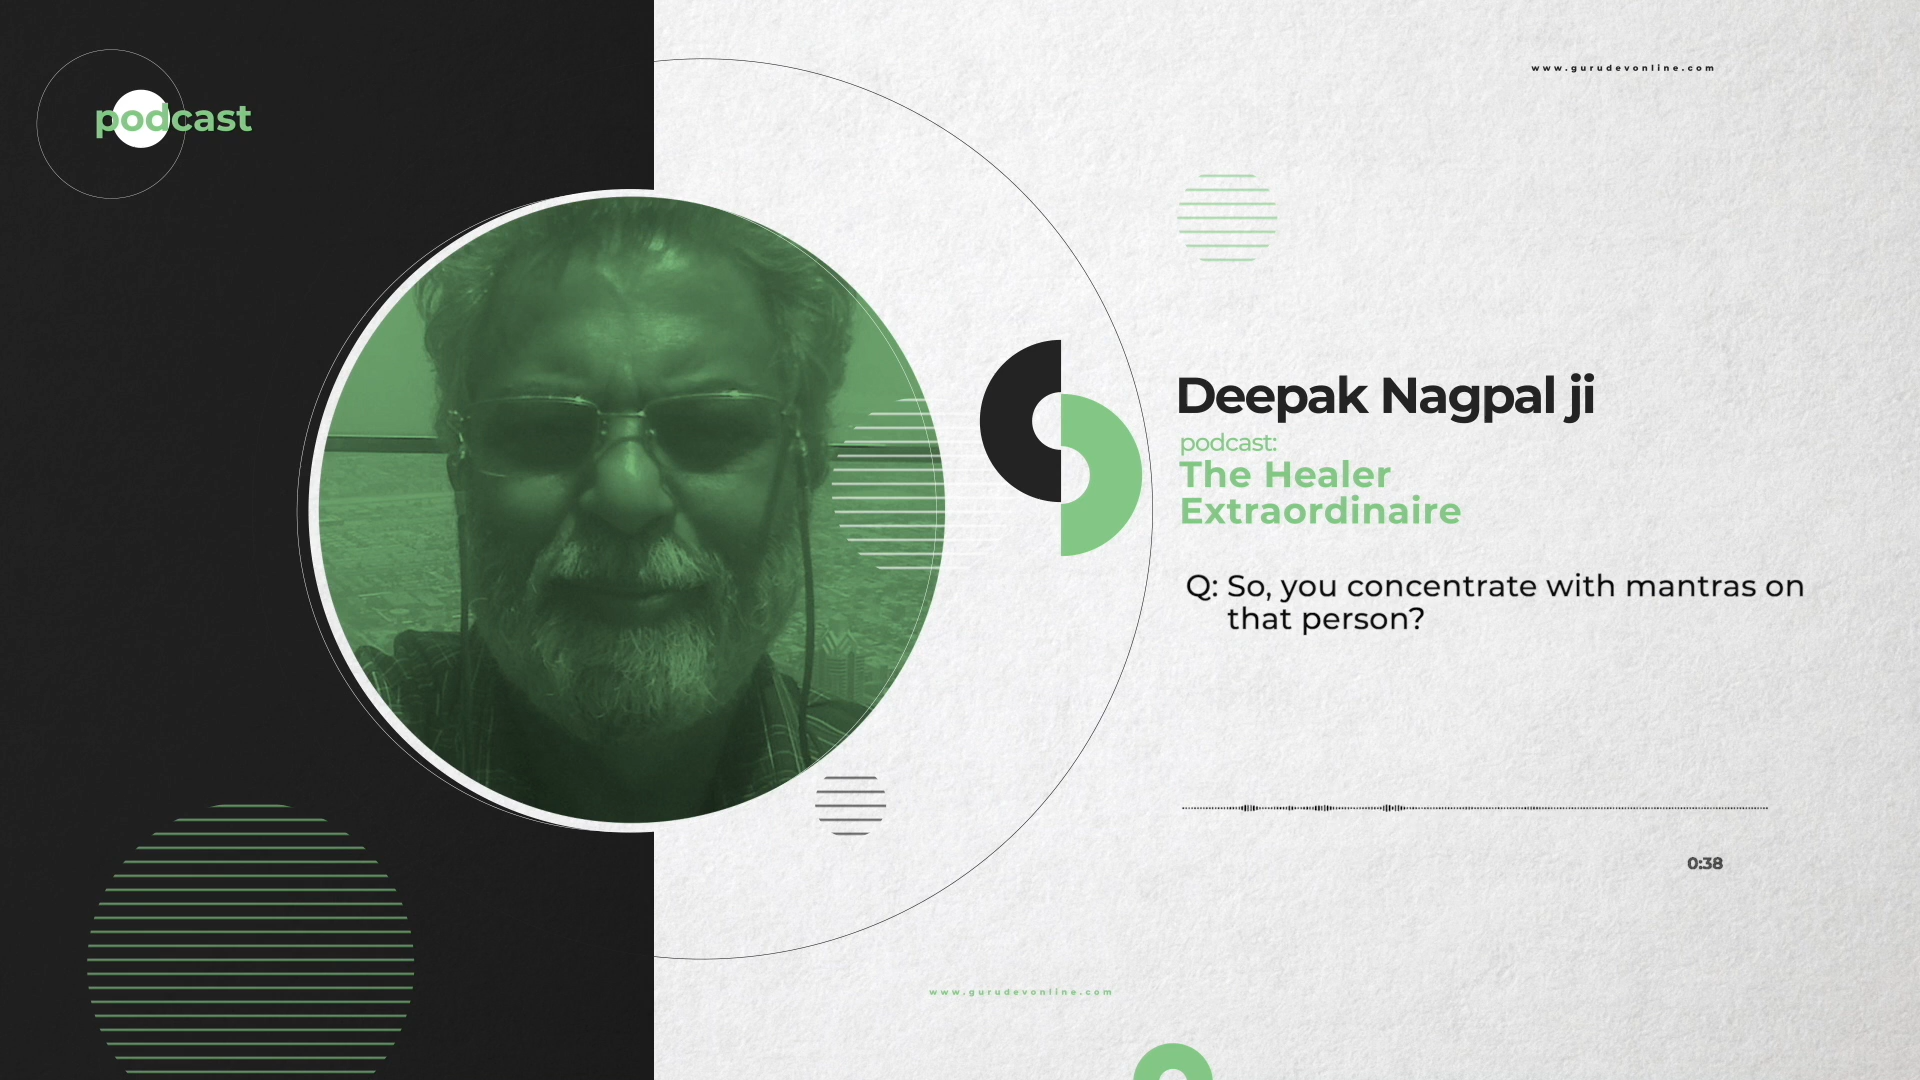 podcast
www.gurudevonline.com
Deepak Nagpal ji
podcast:
The Healer
Extraordinaire
Q: So, you concentrate with mantras on
that person?
0:38
www.gurudevonline.com